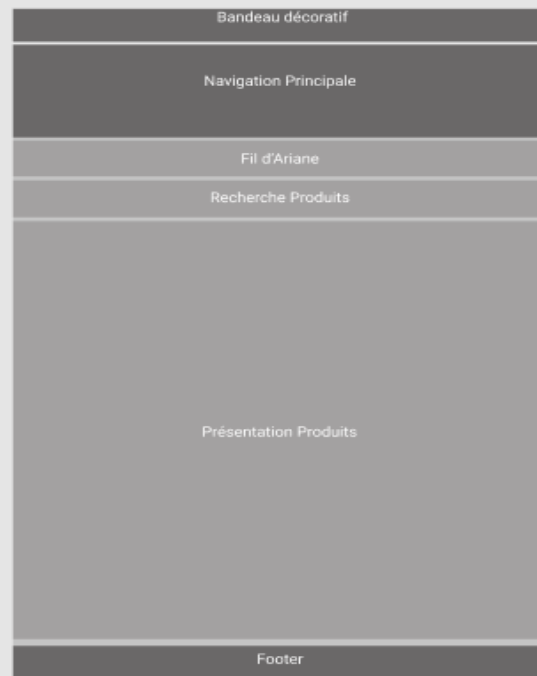 Bandeau décoratif
Navigation Principale
Fil d'Ariane
Recherche Produits
Présentation Produits
Footer